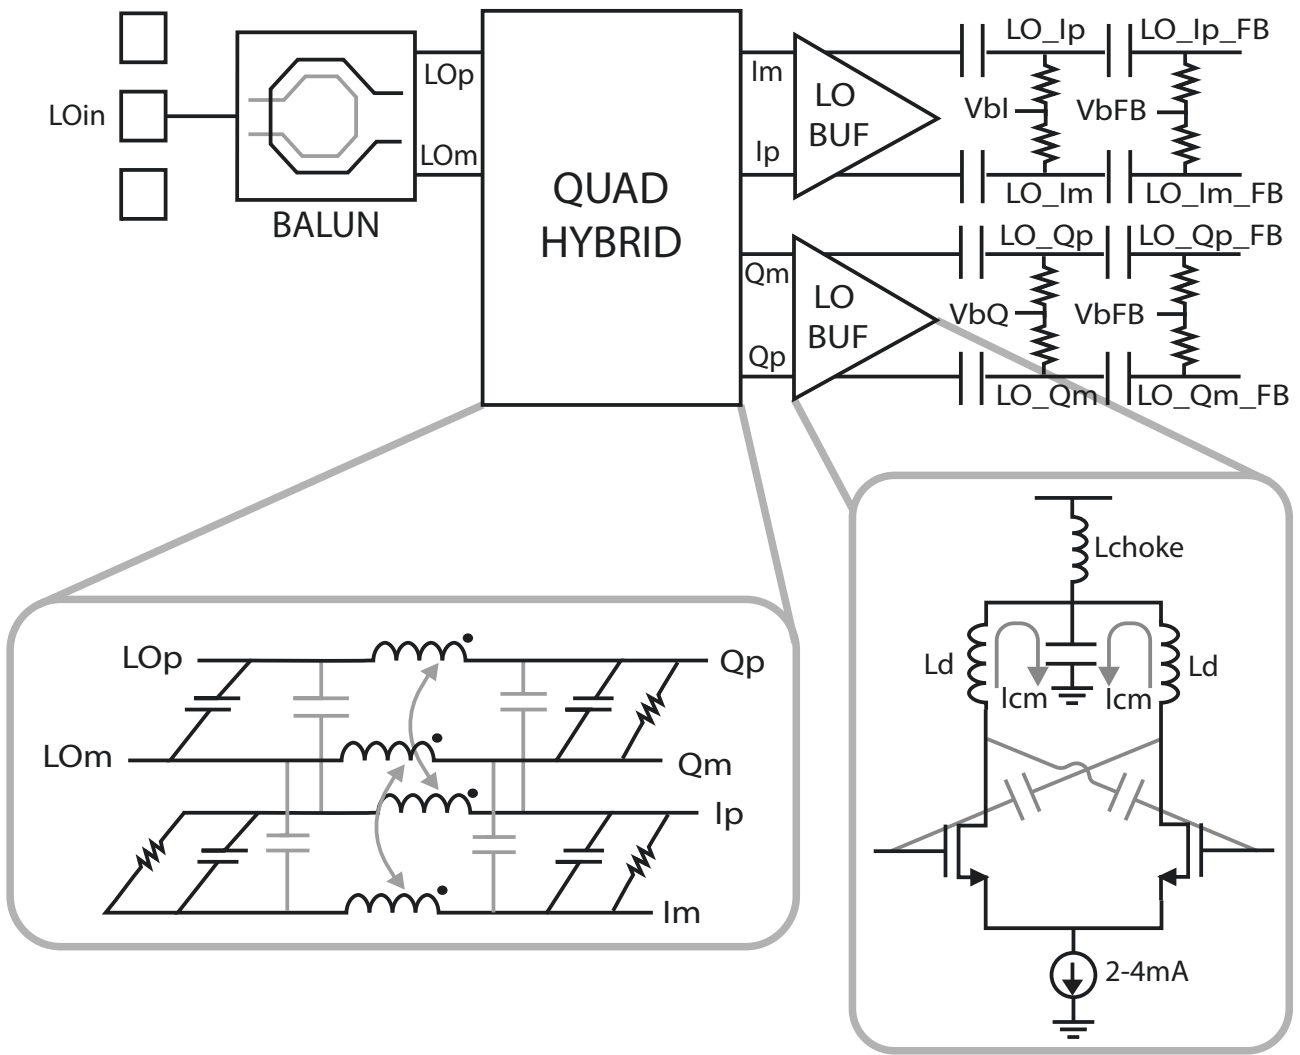 LO_Ip
LO_Ip_FB
LOin
LOp
LOm
BALUN
QUAD
HYBRID
Im
Ip
LO
BUF
VbI
VbFB
LO_Im
LO_Im_FB
LO_Qp
LO_Qp_FB
Qm
Qp
LO
BUF
VbQ
VbFB
LO_Qm
LO_Qm_FB
Lchoke
Ld
Ld
Icm
Icm
2-4mA
LOp
Qp
LOm
Qm
Ip
Im